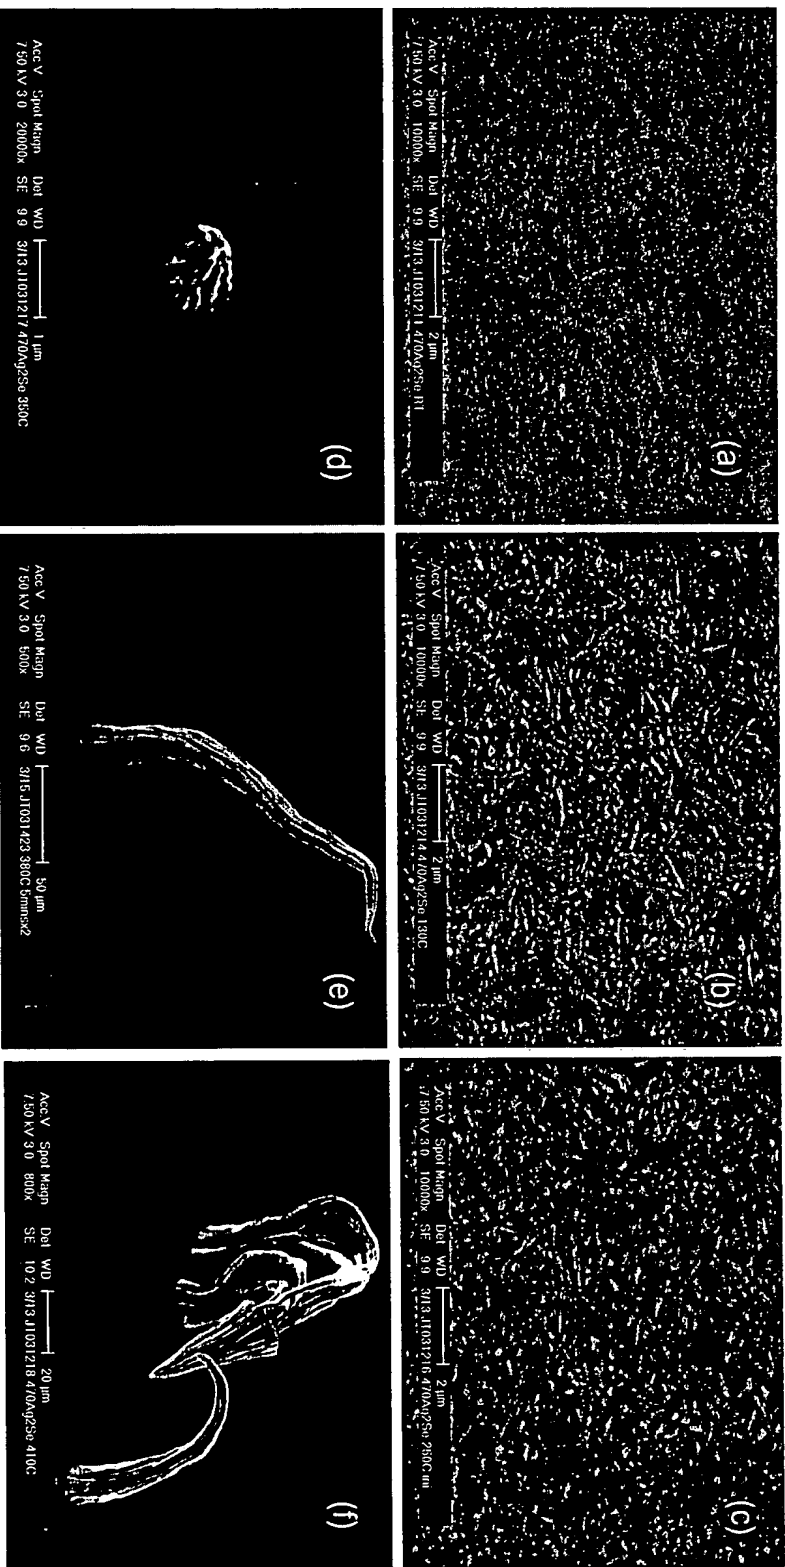 (a)
Acc V Spot Magn Det WD 2 µm
7.50 kV 3.0 10000x SE 9.9 3/13.JT031211 470Ag2Se RT
(b)
Acc V Spot Magn Det WD 2 µm
7.50 kV 3.0 10000x SE 9.9 3/13.JT031214 470Ag2Se 130C
(c)
Acc V Spot Magn Det WD 2 µm
7.50 kV 3.0 10000x SE 9.9 3/13.JT031216 470Ag2Se 260C
(d)
Acc V Spot Magn Det WD 1 µm
7.50 kV 3.0 20000x SE 9.9 3/13.JT031217 470Ag2Se 350C
(e)
Acc V Spot Magn Det WD 50 µm
7.50 kV 3.0 500x SE 9.6 3/15.JT031423 380C-5minsx2
(f)
Acc V Spot Magn Det WD 20 µm
7.50 kV 3.0 800x SE 10.2 3/13.JT031218 470Ag2Se 410C